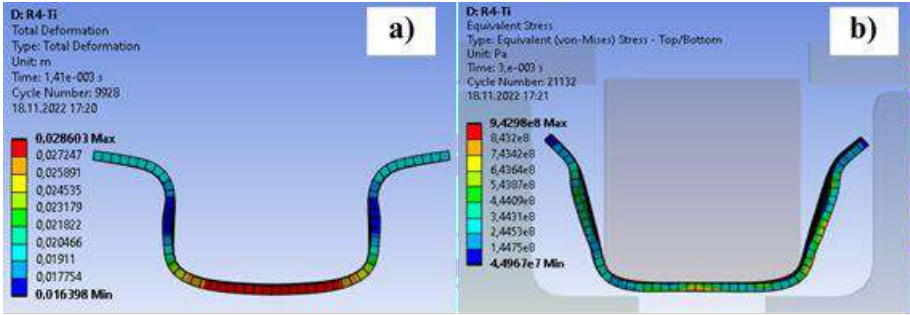 D: R4-Ti
Total Deformation
Type: Total Deformation
Unit: m
Time: 1,41e-003 s
Cycle Number: 9928
18.11.2022 17:20
a)
0,028603 Max
0,027247
0,025891
0,024535
0,023179
0,021822
0,020466
0,01911
0,017754
0,016398 Min
D: R4-Ti
Equivalent Stress
Type: Equivalent (von-Mises) Stress - Top/Bottom
Unit: Pa
Time: 3,e-003 s
Cycle Number: 21132
18.11.2022 17:21
b)
9,4298e8 Max
8,432e8
7,4342e8
6,4364e8
5,4387e8
4,4409e8
3,4431e8
2,4453e8
1,4475e8
4,4967e7 Min